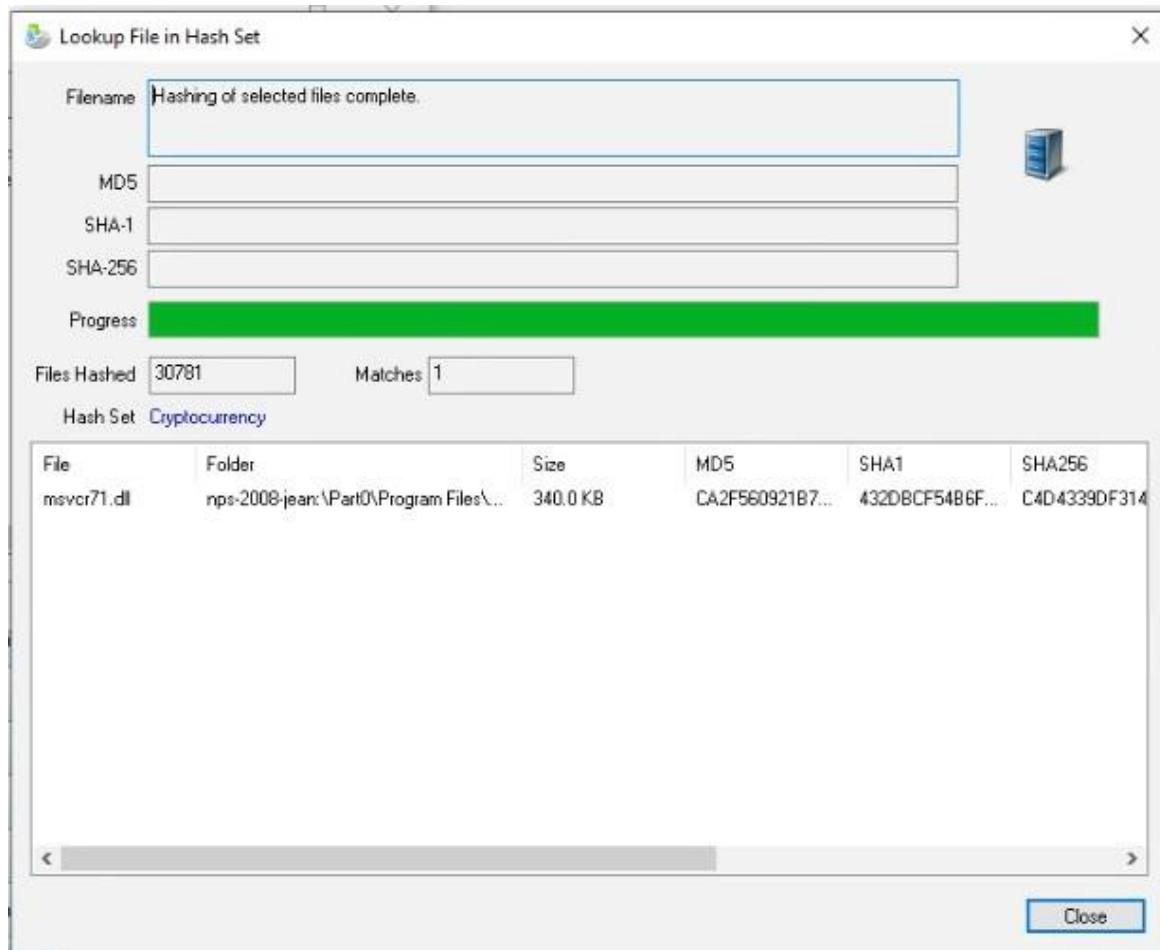 Lookup File in Hash Set
Filename Hashing of selected files complete.
MD5
SHA-1
SHA-256
Progress
Files Hashed 30781 Matches 1
Hash Set Cryptocurrency
File Folder Size MD5 SHA1 SHA256
msvcr71.dll nps-2008-jean:\Part0\Program Files\... 340.0 KB CA2F560921B7... 432DBCF54B6F... C4D4339DF314
Close